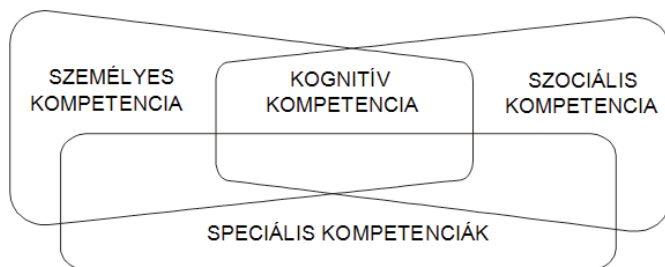 SZEMÉLYES
KOMPETENCIA
KOGNITÍV
KOMPETENCIA
SZOCIÁLIS
KOMPETENCIA
SPECIÁLIS KOMPETENCIÁK